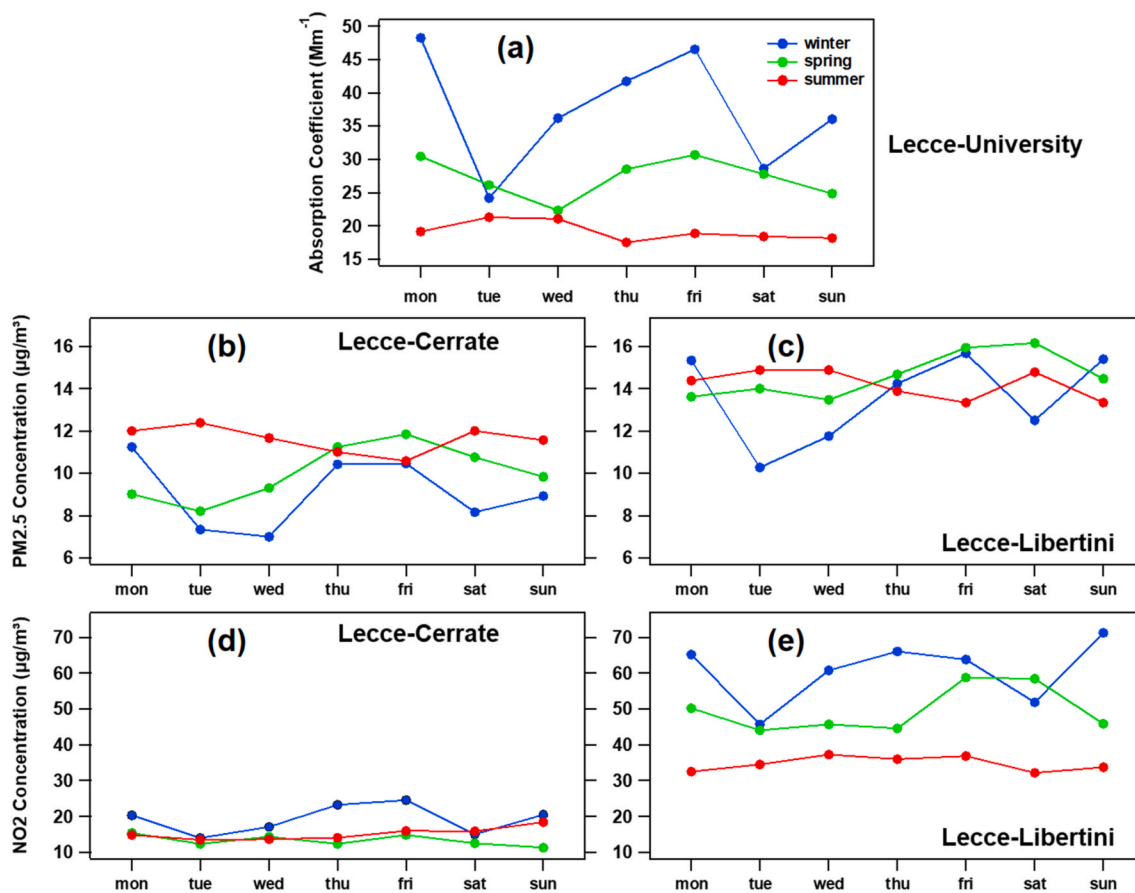 (a)
winter
spring
summer
Absorption Coefficient (Mm⁻¹)
50
45
40
35
30
25
20
15
mon tue wed thu fri sat sun
Lecce-University
(b)
Lecce-Cerrate
PM2.5 Concentration (µg/m³)
16
14
12
10
8
6
mon tue wed thu fri sat sun
(c)
Lecce-Libertini
16
14
12
10
8
6
mon tue wed thu fri sat sun
(d)
Lecce-Cerrate
NO2 Concentration (µg/m³)
70
60
50
40
30
20
10
mon tue wed thu fri sat sun
(e)
Lecce-Libertini
70
60
50
40
30
20
10
mon tue wed thu fri sat sun